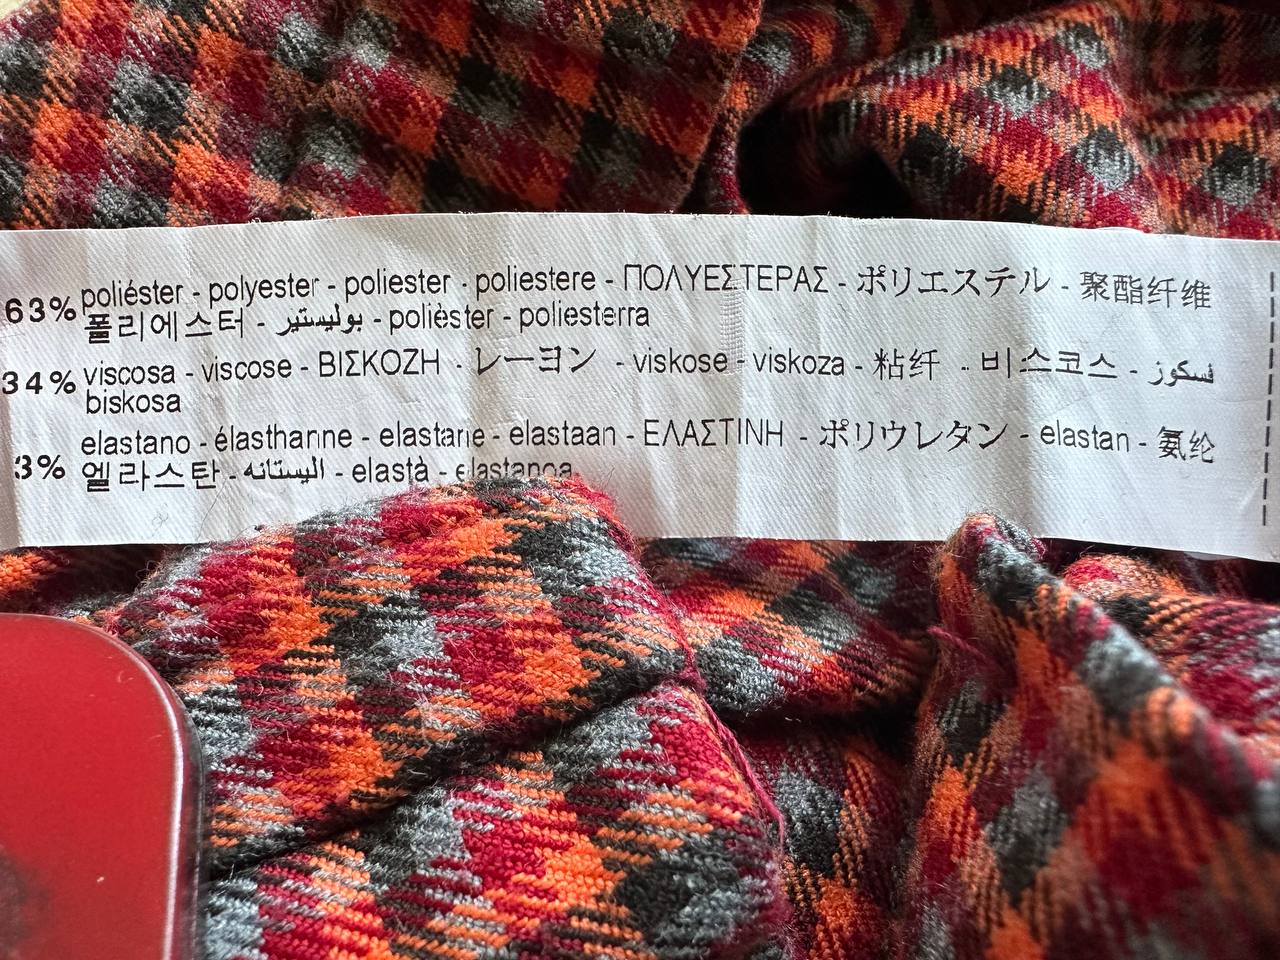 63% poliéster - polyester - poliester - poliestere - ΠΟΛΥΕΣΤΕΡΑΣ - ポリエステル - 聚酯纤维
폴리에스터 - بوليستير - polièster - poliesterra
34% viscosa - viscose - ΒΙΣΚΟΖΗ - レーヨン - viskose - viskoza - 粘纤 - 비스코스 - فسكوز
biskosa
3% elastano - élasthanne - elastane - elastaan - ΕΛΑΣΤΙΝΗ - ポリウレタン - elastan - 氨纶
엘라스탄 - اليستانه - elastà - elastanoa